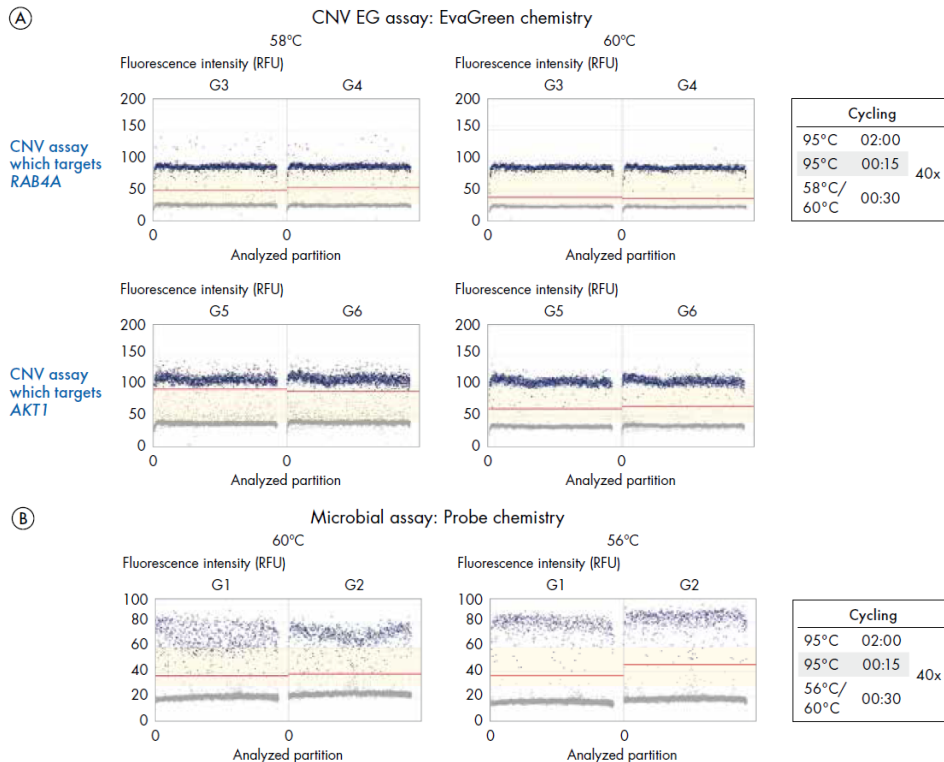 A
CNV EG assay: EvaGreen chemistry
58°C
60°C
Fluorescence intensity (RFU)
Fluorescence intensity (RFU)
G3 G4
G3 G4
CNV assay
which targets
RAB4A
200
150
100
50
0
0 0
Analyzed partition
200
150
100
50
0
0 0
Analyzed partition
Cycling
95°C 02:00
95°C 00:15
58°C/
60°C 00:30
40x
Fluorescence intensity (RFU)
Fluorescence intensity (RFU)
G5 G6
G5 G6
CNV assay
which targets
AKT1
200
150
100
50
0
0 0
Analyzed partition
200
150
100
50
0
0 0
Analyzed partition
B
Microbial assay: Probe chemistry
60°C
56°C
Fluorescence intensity (RFU)
Fluorescence intensity (RFU)
G1 G2
G1 G2
100
80
60
40
20
0
0 0
Analyzed partition
100
80
60
40
20
0
0 0
Analyzed partition
Cycling
95°C 02:00
95°C 00:15
56°C/
60°C 00:30
40x